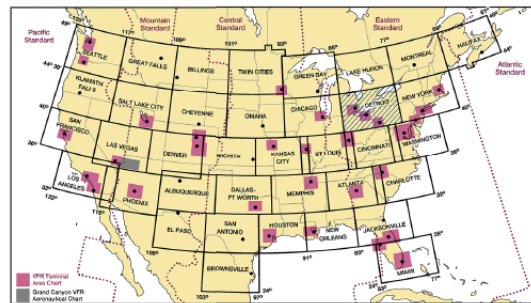 Pacific
Standard
Mountain
Standard
Central
Standard
Eastern
Standard
Atlantic
Standard
SEATTLE
GREAT FALLS
BILLINGS
TWIN CITIES
GREEN BAY
LAKE HURON
MONTREAL
HALIFAX
KLAMATH
FALLS
SALT LAKE CITY
CHEYENNE
OMAHA
CHICAGO
DETROIT
NEW YORK
SAN
FRANCISCO
LAS VEGAS
DENVER
WICHITA
KANSAS
CITY
ST LOUIS
CINCINNATI
WASHINGTON
LOS
ANGELES
PHOENIX
ALBUQUERQUE
DALLAS-
FT WORTH
MEMPHIS
ATLANTA
CHARLOTTE
EL PASO
SAN
ANTONIO
HOUSTON
NEW
ORLEANS
JACKSONVILLE
BROWNSVILLE
MIAMI
VFR Terminal
Area Chart
Grand Canyon VFR
Aeronautical Chart